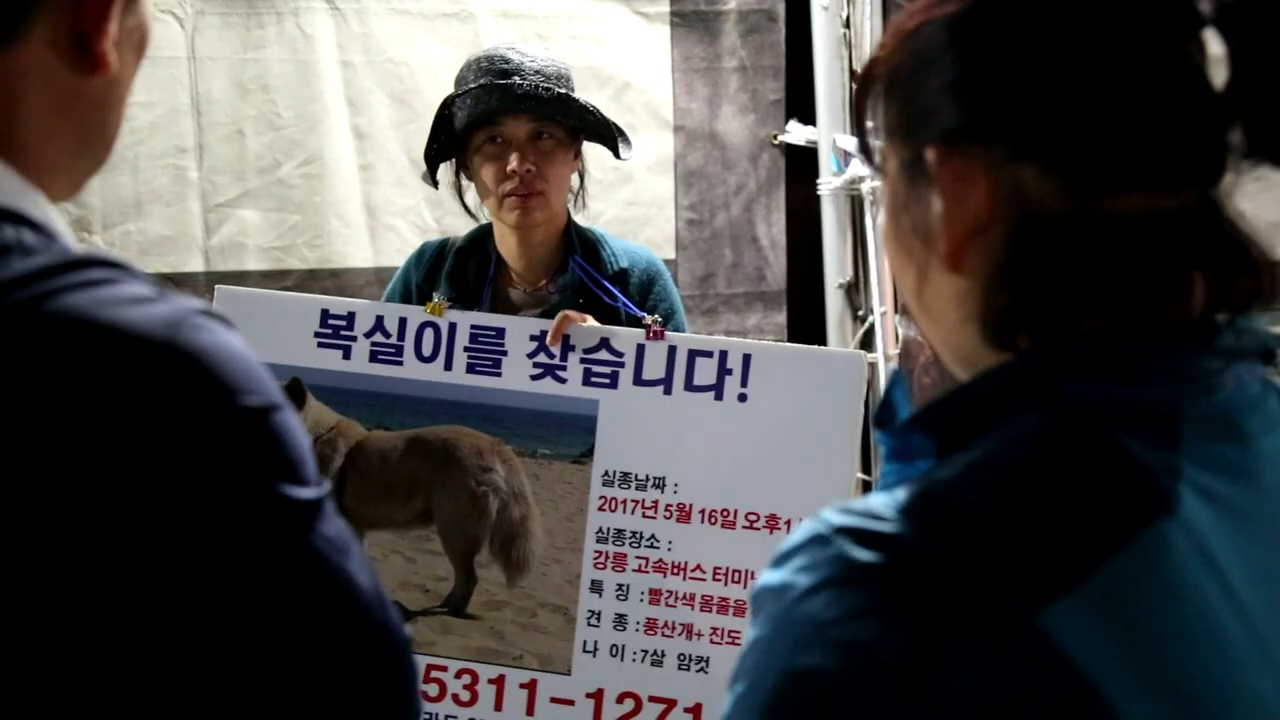 복실이를 찾습니다!
실종날짜 :
2017년 5월 16일 오후1
실종장소 :
강릉 고속버스 터미
특 징 : 빨간색 몸줄을
견 종 : 풍산개+ 진도
나 이 : 7살 암컷
5311-1271